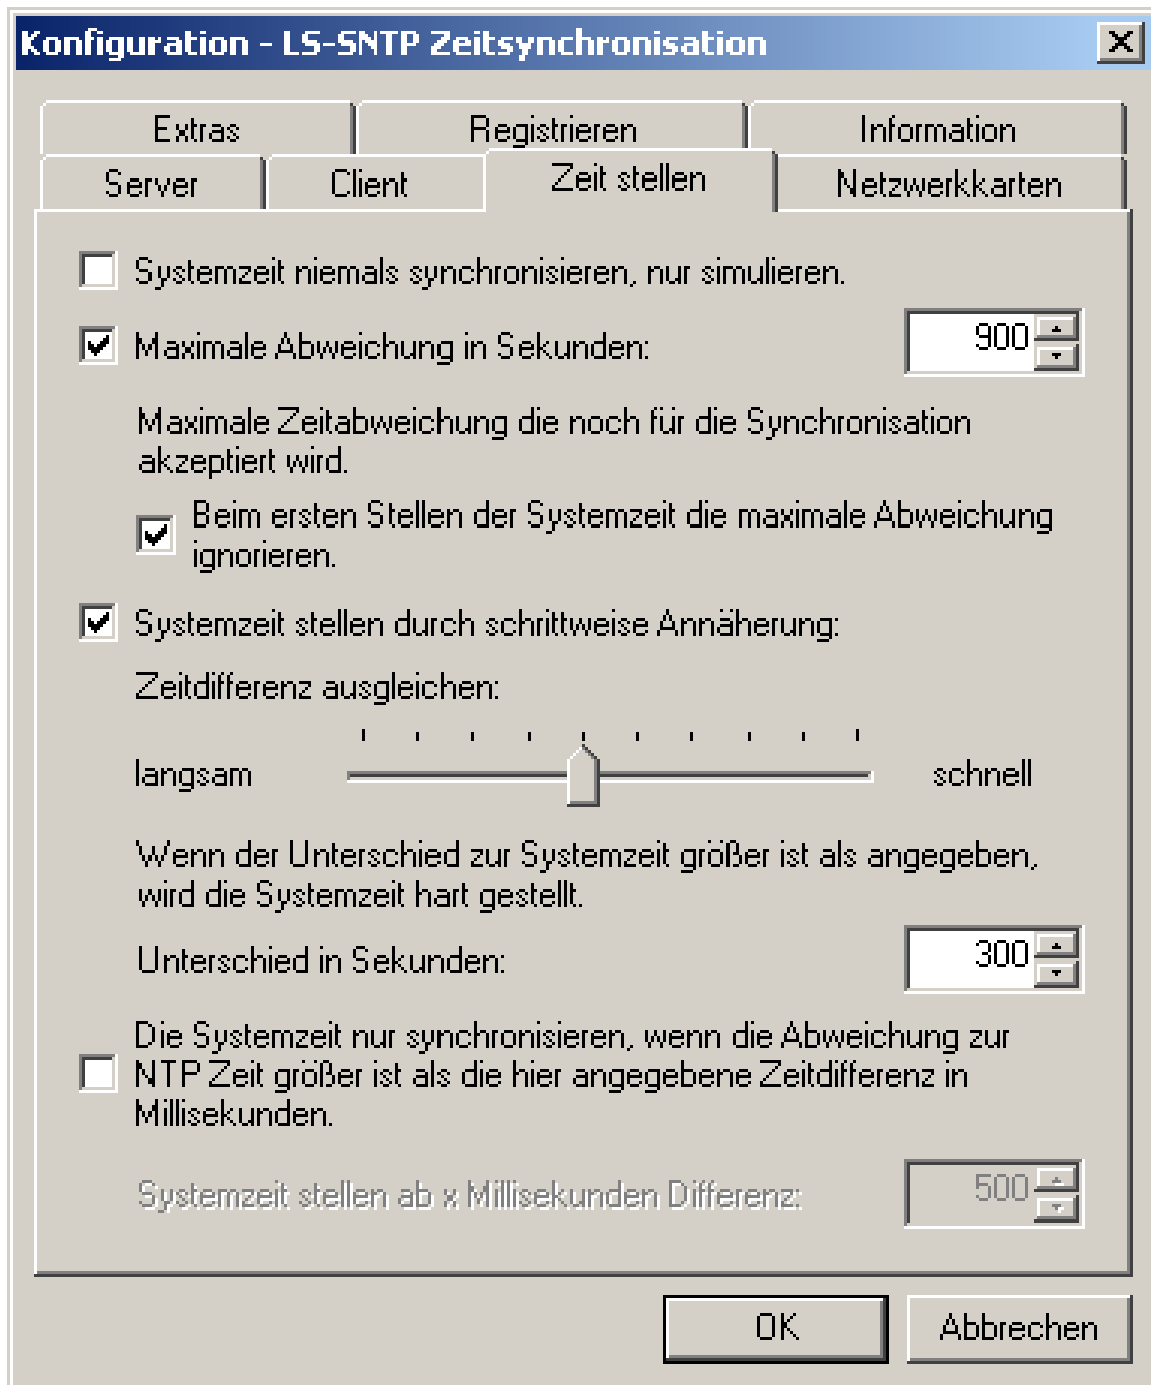 Konfiguration - LS-SNTP Zeitsynchronisation
Extras
Registrieren
Information
Server
Client
Zeit stellen
Netzwerkkarten
Systemzeit niemals synchronisieren, nur simulieren.
Maximale Abweichung in Sekunden:
900
Maximale Zeitabweichung die noch für die Synchronisation
akzeptiert wird.
Beim ersten Stellen der Systemzeit die maximale Abweichung
ignorieren.
Systemzeit stellen durch schrittweise Annäherung:
Zeitdifferenz ausgleichen:
langsam
schnell
Wenn der Unterschied zur Systemzeit größer ist als angegeben,
wird die Systemzeit hart gestellt.
Unterschied in Sekunden:
300
Die Systemzeit nur synchronisieren, wenn die Abweichung zur
NTP Zeit größer ist als die hier angegebene Zeitdifferenz in
Millisekunden.
Systemzeit stellen ab x Millisekunden Differenz:
500
OK
Abbrechen